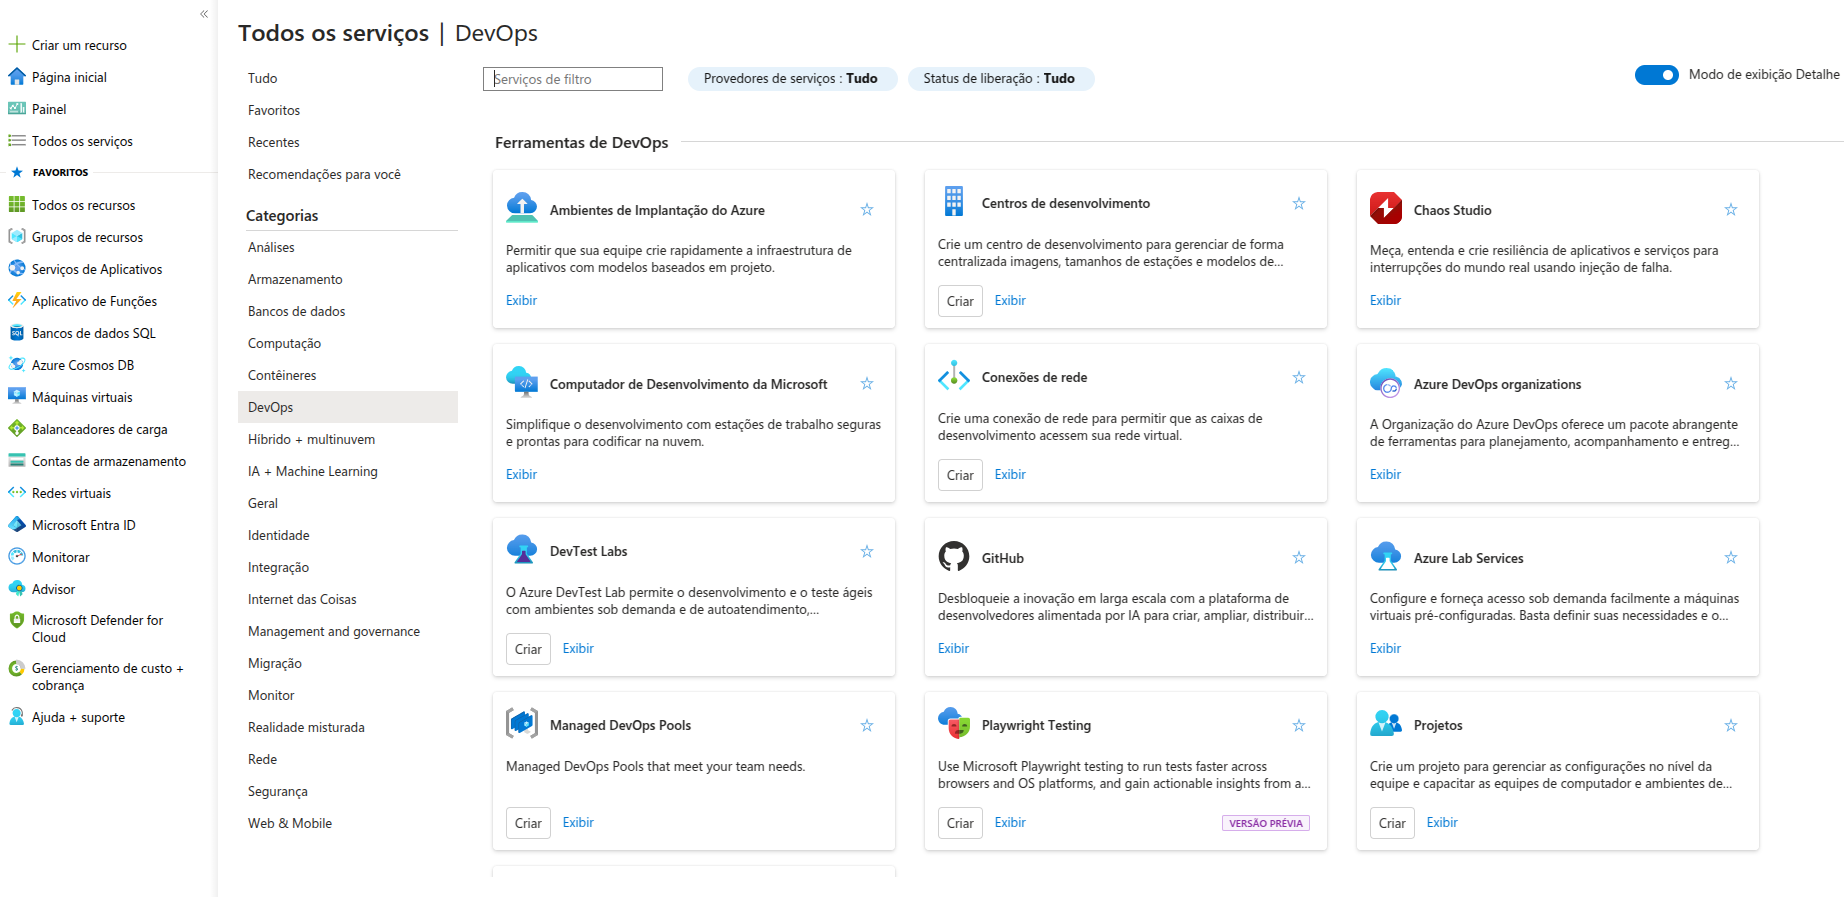 «
Criar um recurso
Página inicial
Painel
Todos os serviços
FAVORITOS
Todos os recursos
Grupos de recursos
Serviços de Aplicativos
Aplicativo de Funções
Bancos de dados SQL
Azure Cosmos DB
Máquinas virtuais
Balanceadores de carga
Contas de armazenamento
Redes virtuais
Microsoft Entra ID
Monitorar
Advisor
Microsoft Defender for
Cloud
Gerenciamento de custo +
cobrança
Ajuda + suporte
Todos os serviços | DevOps
Tudo
Favoritos
Recentes
Recomendações para você
Categorias
Análises
Armazenamento
Bancos de dados
Computação
Contêineres
DevOps
Híbrido + multinuvem
IA + Machine Learning
Geral
Identidade
Integração
Internet das Coisas
Management and governance
Migração
Monitor
Realidade misturada
Rede
Segurança
Web & Mobile
Serviços de filtro
Provedores de serviços : Tudo
Status de liberação : Tudo
Modo de exibição Detalhe
Ferramentas de DevOps
Ambientes de Implantação do Azure
Permitir que sua equipe crie rapidamente a infraestrutura de
aplicativos com modelos baseados em projeto.
Exibir
Centros de desenvolvimento
Crie um centro de desenvolvimento para gerenciar de forma
centralizada imagens, tamanhos de estações e modelos de...
Criar Exibir
Chaos Studio
Meça, entenda e crie resiliência de aplicativos e serviços para
interrupções do mundo real usando injeção de falha.
Exibir
Computador de Desenvolvimento da Microsoft
Simplifique o desenvolvimento com estações de trabalho seguras
e prontas para codificar na nuvem.
Exibir
Conexões de rede
Crie uma conexão de rede para permitir que as caixas de
desenvolvimento acessem sua rede virtual.
Criar Exibir
Azure DevOps organizations
A Organização do Azure DevOps oferece um pacote abrangente
de ferramentas para planejamento, acompanhamento e entreg...
Exibir
DevTest Labs
O Azure DevTest Lab permite o desenvolvimento e o teste ágeis
com ambientes sob demanda e de autoatendimento,...
Criar Exibir
GitHub
Desbloqueie a inovação em larga escala com a plataforma de
desenvolvedores alimentada por IA para criar, ampliar, distribuir...
Exibir
Azure Lab Services
Configure e forneça acesso sob demanda facilmente a máquinas
virtuais pré-configuradas. Basta definir suas necessidades e o...
Exibir
Managed DevOps Pools
Managed DevOps Pools that meet your team needs.
Criar Exibir
Playwright Testing
Use Microsoft Playwright testing to run tests faster across
browsers and OS platforms, and gain actionable insights from a...
Criar Exibir VERSÃO PRÉVIA
Projetos
Crie um projeto para gerenciar as configurações no nível da
equipe e capacitar as equipes de computador e ambientes de...
Criar Exibir